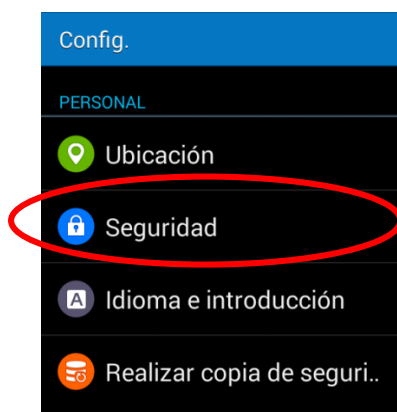 Config.
PERSONAL
Ubicación
Seguridad
A Idioma e introducción
Realizar copia de seguri..